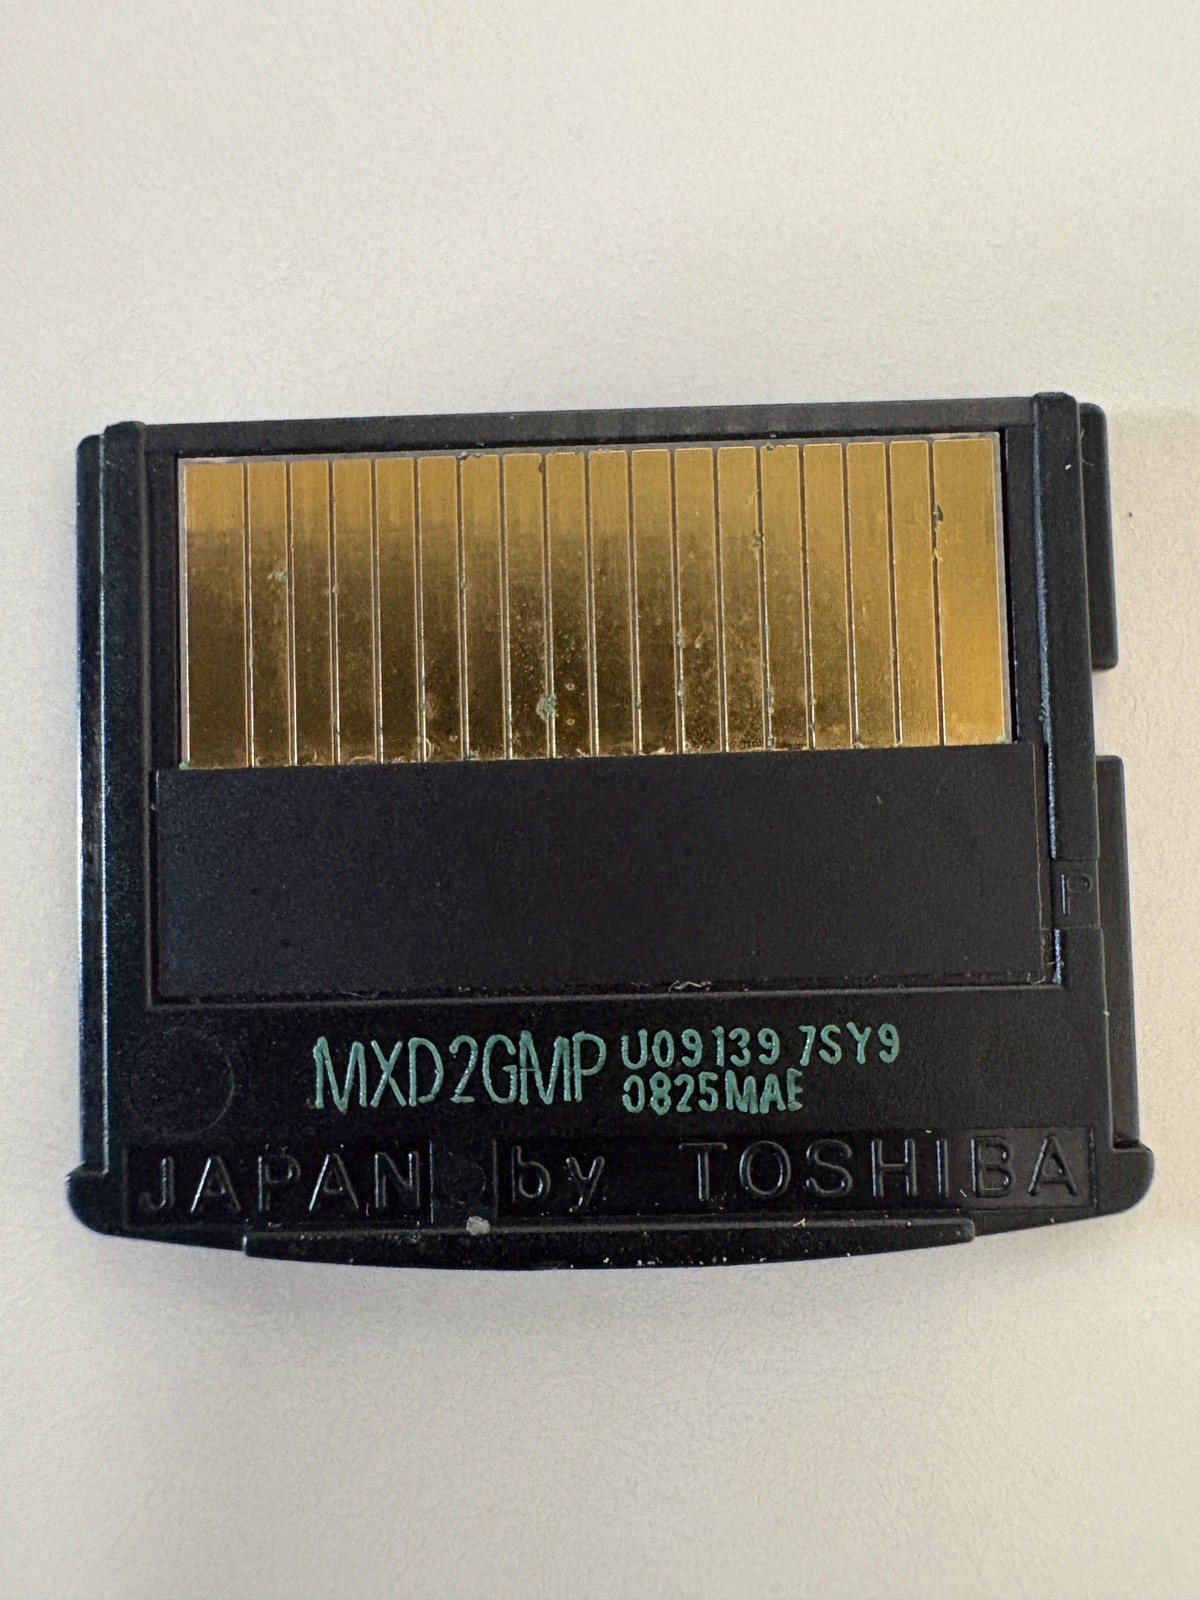 P
MXD2GMP U09139 7SY9
0825MAE
JAPAN by TOSHIBA